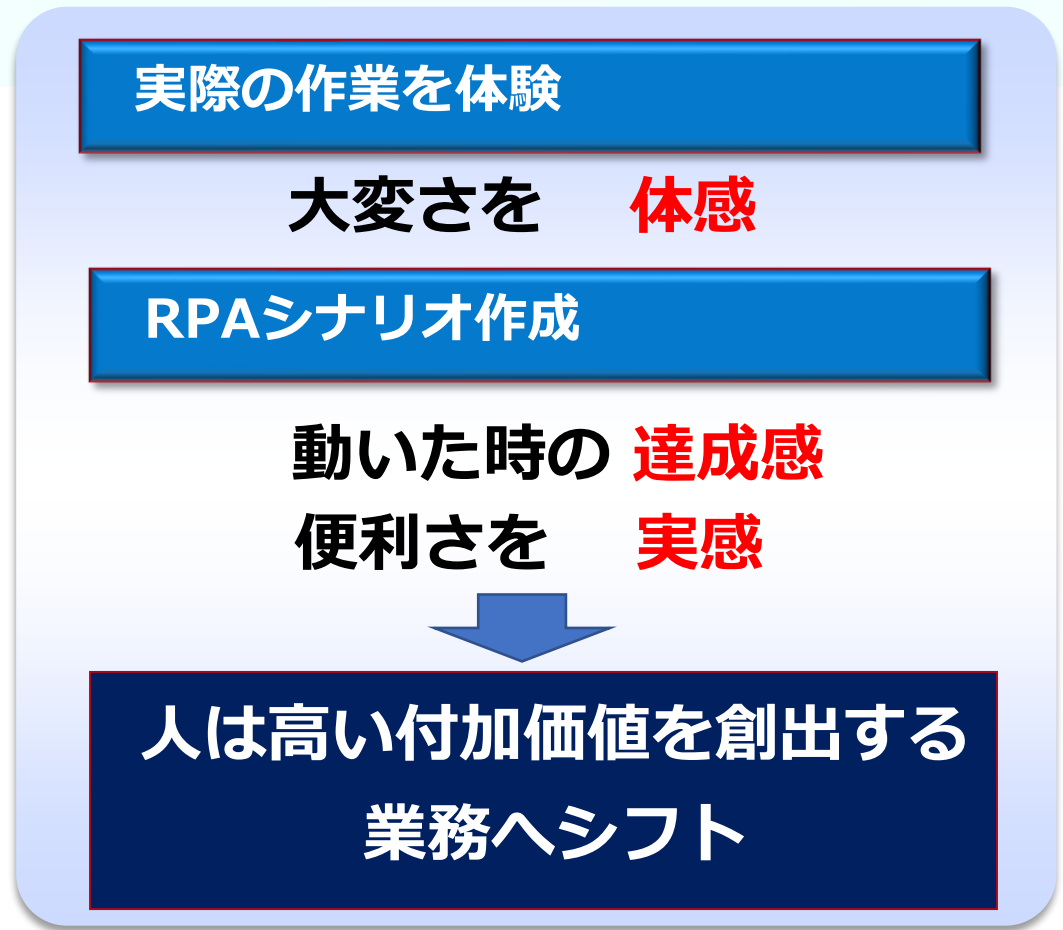 実際の作業を体験
大変さを　体感
RPAシナリオ作成
動いた時の 達成感
便利さを　実感
人は高い付加価値を創出する
業務へシフト